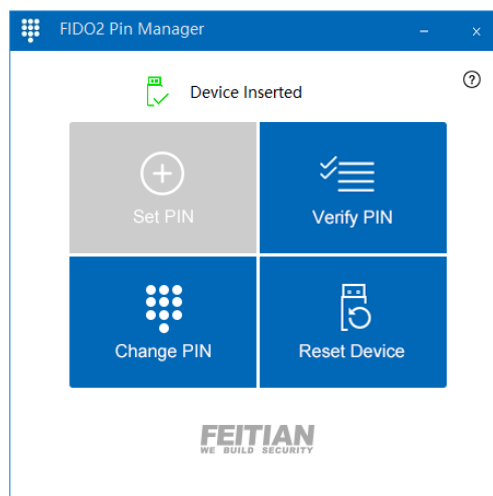 FIDO2 Pin Manager
Device Inserted
Set PIN
Verify PIN
Change PIN
Reset Device
FEITIAN
WE BUILD SECURITY